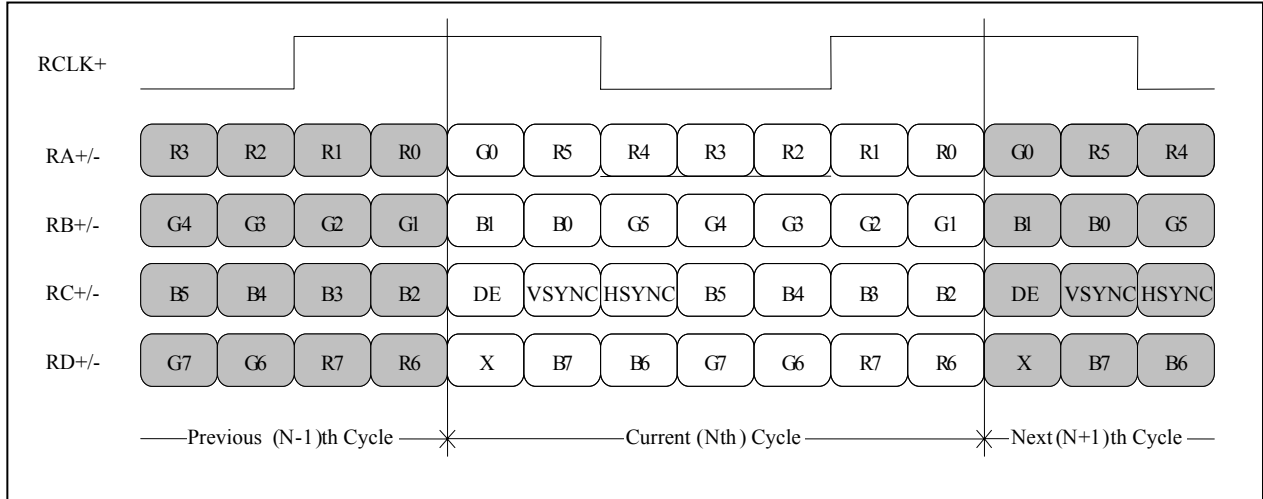 RCLK+
RA+/- R3 R2 R1 R0 G0 R5 R4 R3 R2 R1 R0 G0 R5 R4
RB+/- G4 G3 G2 G1 B1 B0 G5 G4 G3 G2 G1 B1 B0 G5
RC+/- B5 B4 B3 B2 DE VSYNC HSYNC B5 B4 B3 B2 DE VSYNC HSYNC
RD+/- G7 G6 R7 R6 X B7 B6 G7 G6 R7 R6 X B7 B6
Previous (N-1)th Cycle Current (Nth) Cycle Next (N+1)th Cycle